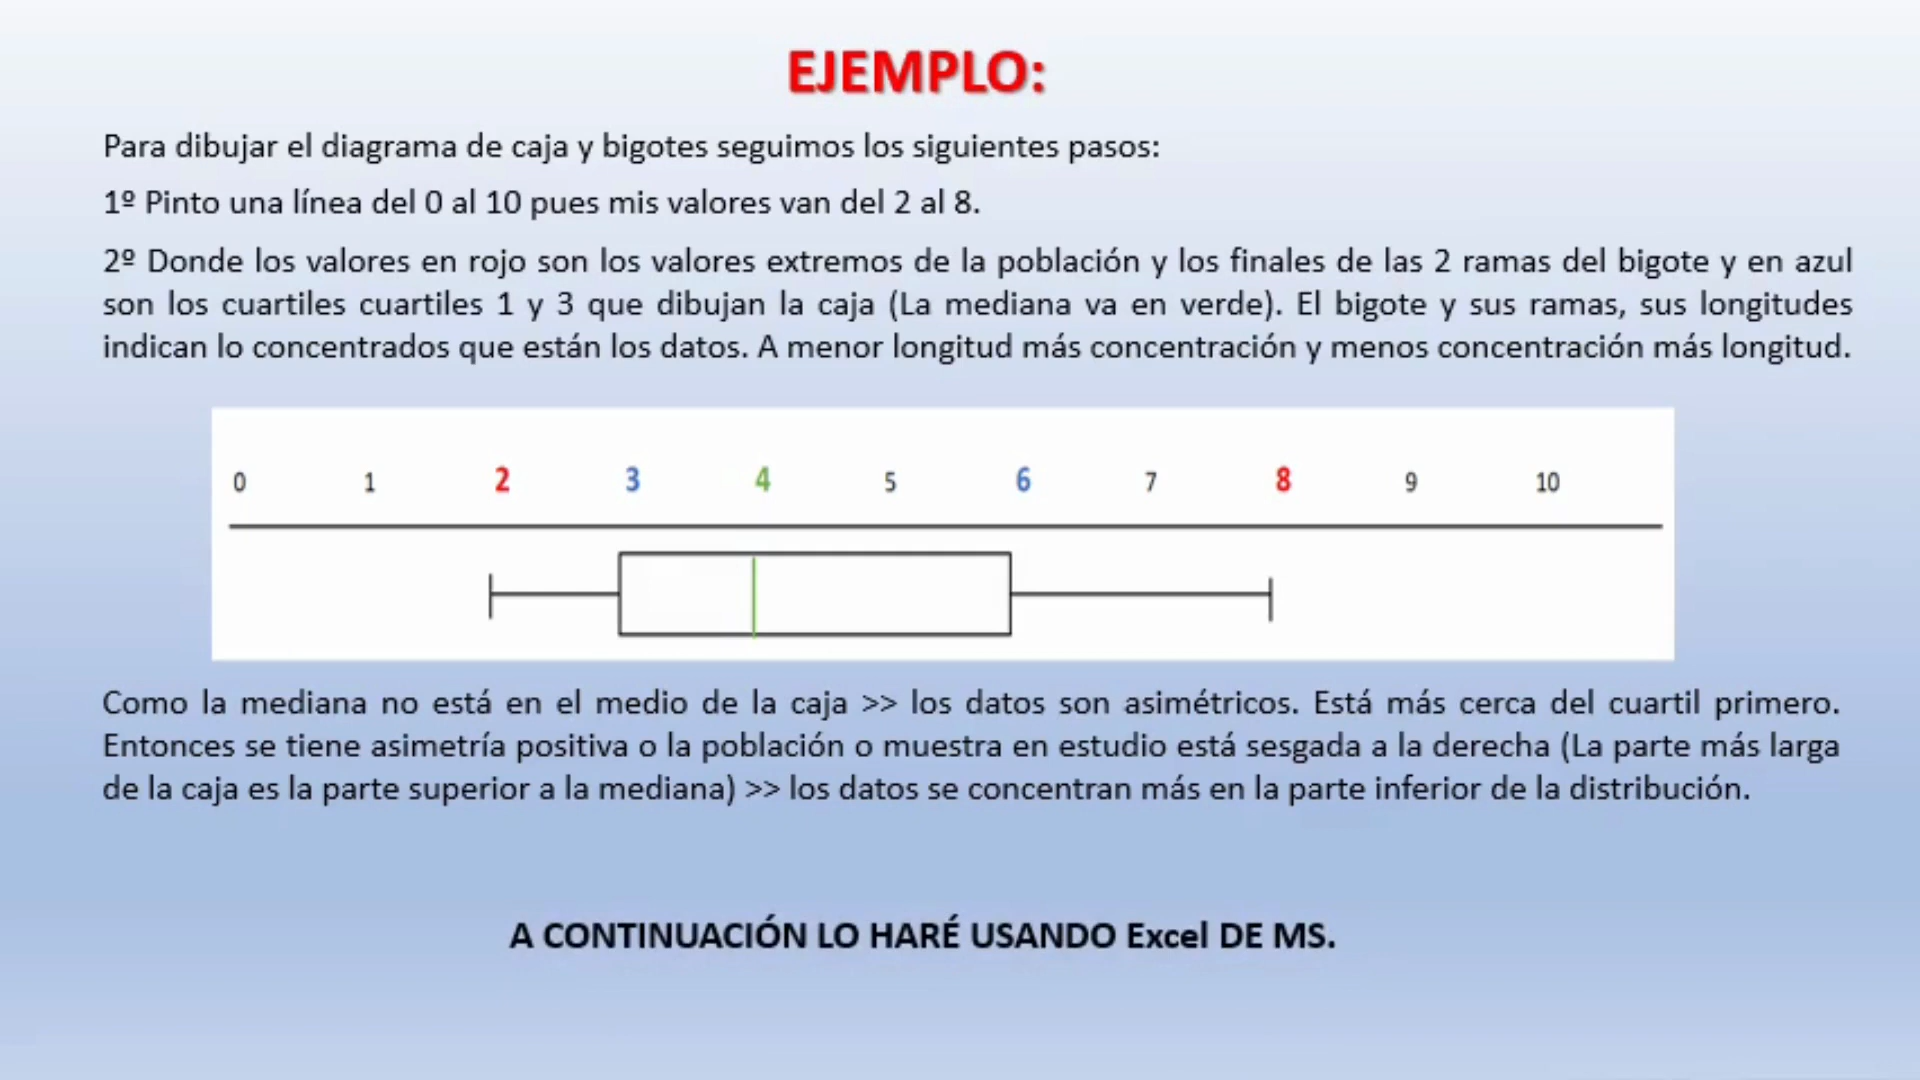 EJEMPLO:
Para dibujar el diagrama de caja y bigotes seguimos los siguientes pasos:
1º Pinto una línea del 0 al 10 pues mis valores van del 2 al 8.
2º Donde los valores en rojo son los valores extremos de la población y los finales de las 2 ramas del bigote y en azul
son los cuartiles cuartiles 1 y 3 que dibujan la caja (La mediana va en verde). El bigote y sus ramas, sus longitudes
indican lo concentrados que están los datos. A menor longitud más concentración y menos concentración más longitud.
0 1 2 3 4 5 6 7 8 9 10
Como la mediana no está en el medio de la caja >> los datos son asimétricos. Está más cerca del cuartil primero.
Entonces se tiene asimetría positiva o la población o muestra en estudio está sesgada a la derecha (La parte más larga
de la caja es la parte superior a la mediana) >> los datos se concentran más en la parte inferior de la distribución.
A CONTINUACIÓN LO HARÉ USANDO Excel DE MS.